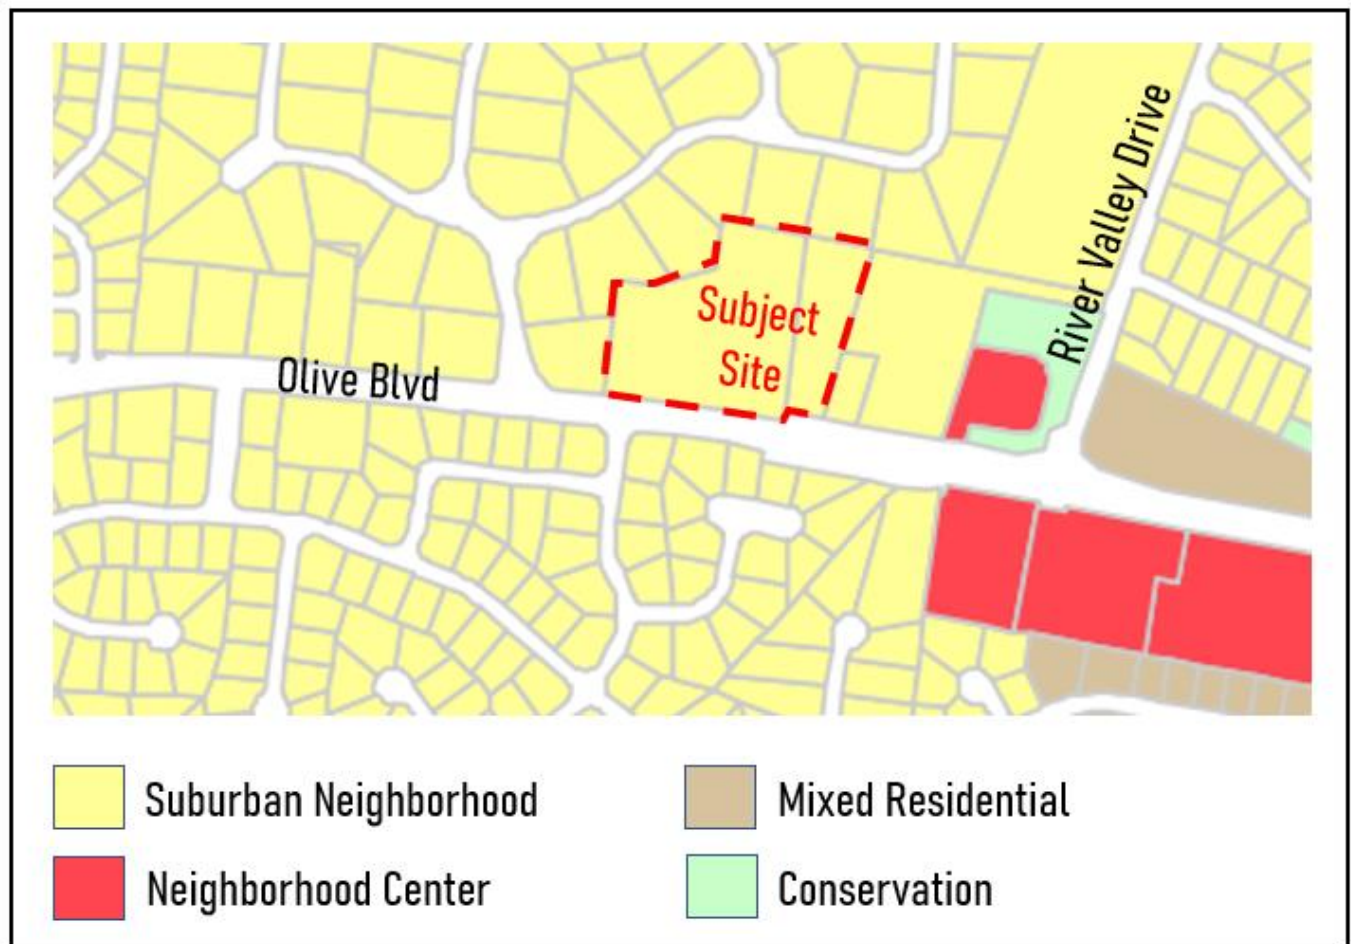 River Valley Drive
Subject
Site
Olive Blvd
Suburban Neighborhood
Mixed Residential
Neighborhood Center
Conservation